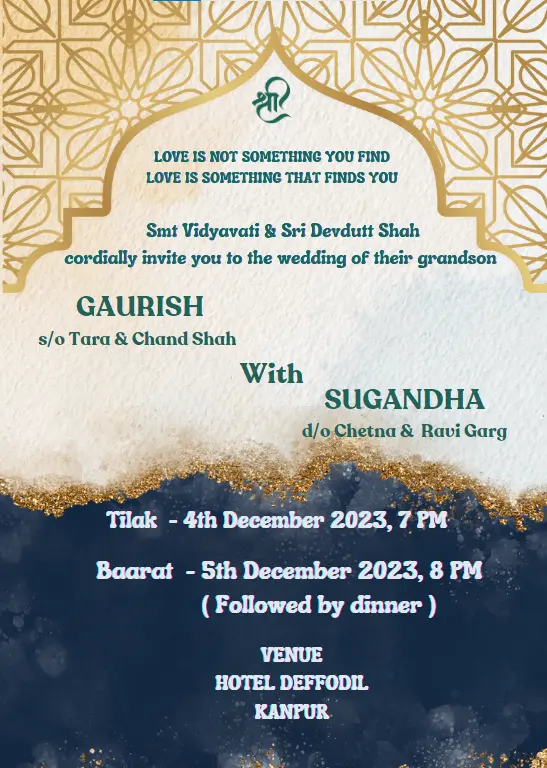 श्री
LOVE IS NOT SOMETHING YOU FIND
LOVE IS SOMETHING THAT FINDS YOU
Smt Vidyavati & Sri Devdutt Shah
cordially invite you to the wedding of their grandson
GAURISH
s/o Tara & Chand Shah
With
SUGANDHA
d/o Chetna & Ravi Garg
Tilak - 4th December 2023, 7 PM
Baarat - 5th December 2023, 8 PM
( Followed by dinner )
VENUE
HOTEL DEFFODIL
KANPUR